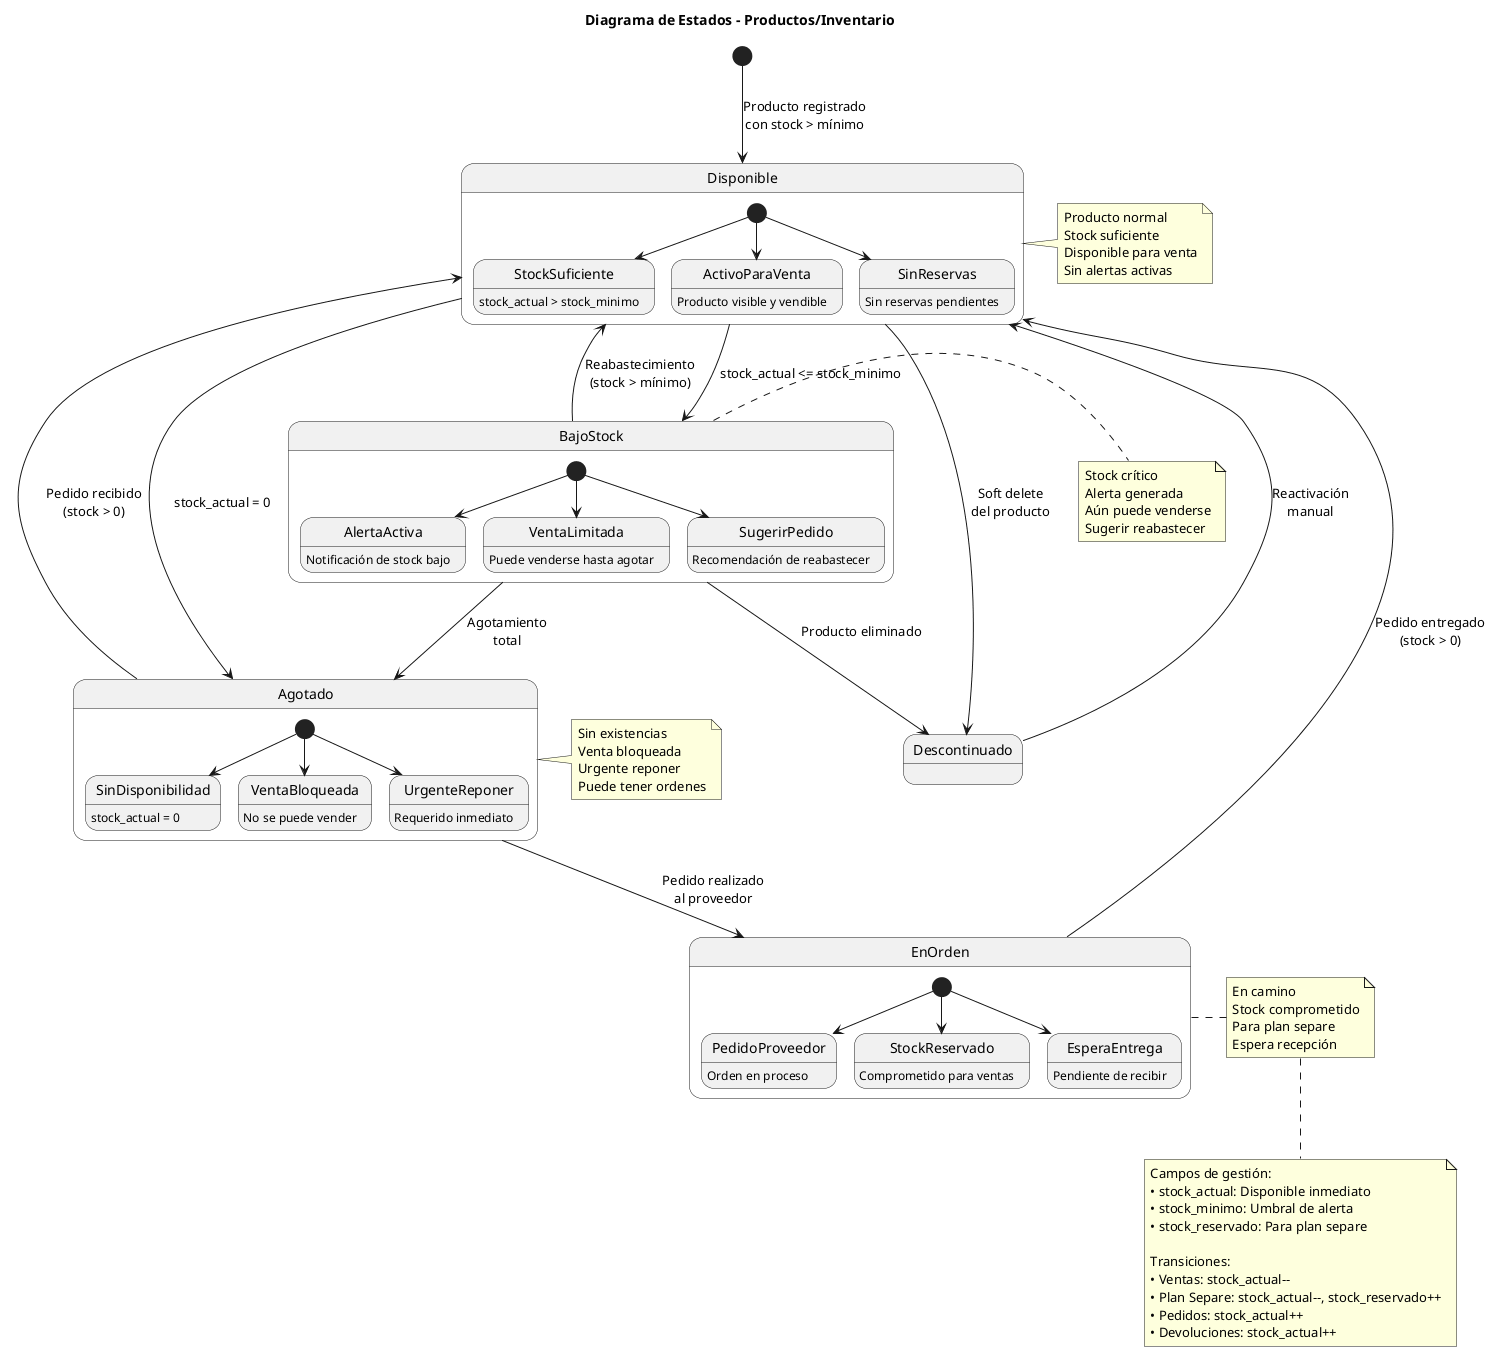 Diagrama de Estados - Productos/Inventario
Producto registrado
con stock > mínimo
Disponible
StockSuficiente
stock_actual > stock_minimo
ActivoParaVenta
Producto visible y vendible
SinReservas
Sin reservas pendientes
Producto normal
Stock suficiente
Disponible para venta
Sin alertas activas
Reabastecimiento
(stock > mínimo)
stock_actual <= stock_minimo
BajoStock
AlertaActiva
Notificación de stock bajo
VentaLimitada
Puede venderse hasta agotar
SugerirPedido
Recomendación de reabastecer
Stock crítico
Alerta generada
Aún puede venderse
Sugerir reabastecer
Pedido recibido
(stock > 0)
stock_actual = 0
Soft delete
del producto
Reactivación
manual
Agotamiento
total
Producto eliminado
Pedido entregado
(stock > 0)
Agotado
SinDisponibilidad
stock_actual = 0
VentaBloqueada
No se puede vender
UrgenteReponer
Requerido inmediato
Sin existencias
Venta bloqueada
Urgente reponer
Puede tener ordenes
Descontinuado
Pedido realizado
al proveedor
EnOrden
PedidoProveedor
Orden en proceso
StockReservado
Comprometido para ventas
EsperaEntrega
Pendiente de recibir
En camino
Stock comprometido
Para plan separe
Espera recepción
Campos de gestión:
• stock_actual: Disponible inmediato
• stock_minimo: Umbral de alerta
• stock_reservado: Para plan separe
Transiciones:
• Ventas: stock_actual--
• Plan Separe: stock_actual--, stock_reservado++
• Pedidos: stock_actual++
• Devoluciones: stock_actual++